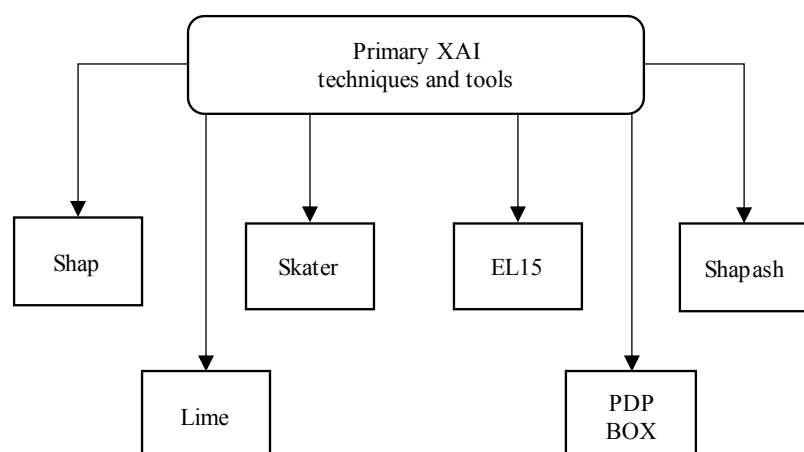 Primary XAI
techniques and tools
Shap
Skater
EL15
Shapash
Lime
PDP
BOX